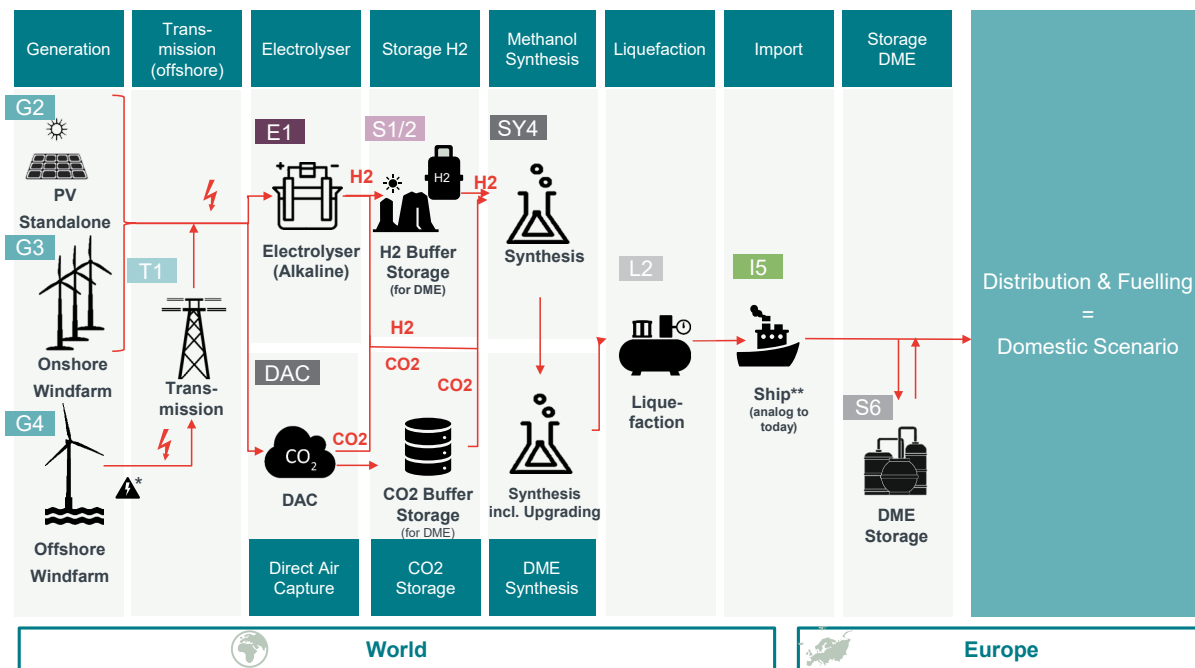 Generation
Trans-
mission
(offshore)
Electrolyser
Storage H2
Methanol
Synthesis
Liquefaction
Import
Storage
DME
G2
PV
Standalone
G3
Onshore
Windfarm
G4
*
Offshore
Windfarm
T1
Trans-
mission
E1
H2
Electrolyser
(Alkaline)
S1/2
H2
H2
H2 Buffer
Storage
(for DME)
H2
CO2
CO2
DAC
CO2
CO2
DAC
CO2 Buffer
Storage
(for DME)
SY4
Synthesis
Synthesis
incl. Upgrading
L2
Lique-
faction
I5
Ship**
(analog to
today)
S6
DME
Storage
Distribution & Fuelling
=
Domestic Scenario
Direct Air
Capture
CO2
Storage
DME
Synthesis
World
Europe